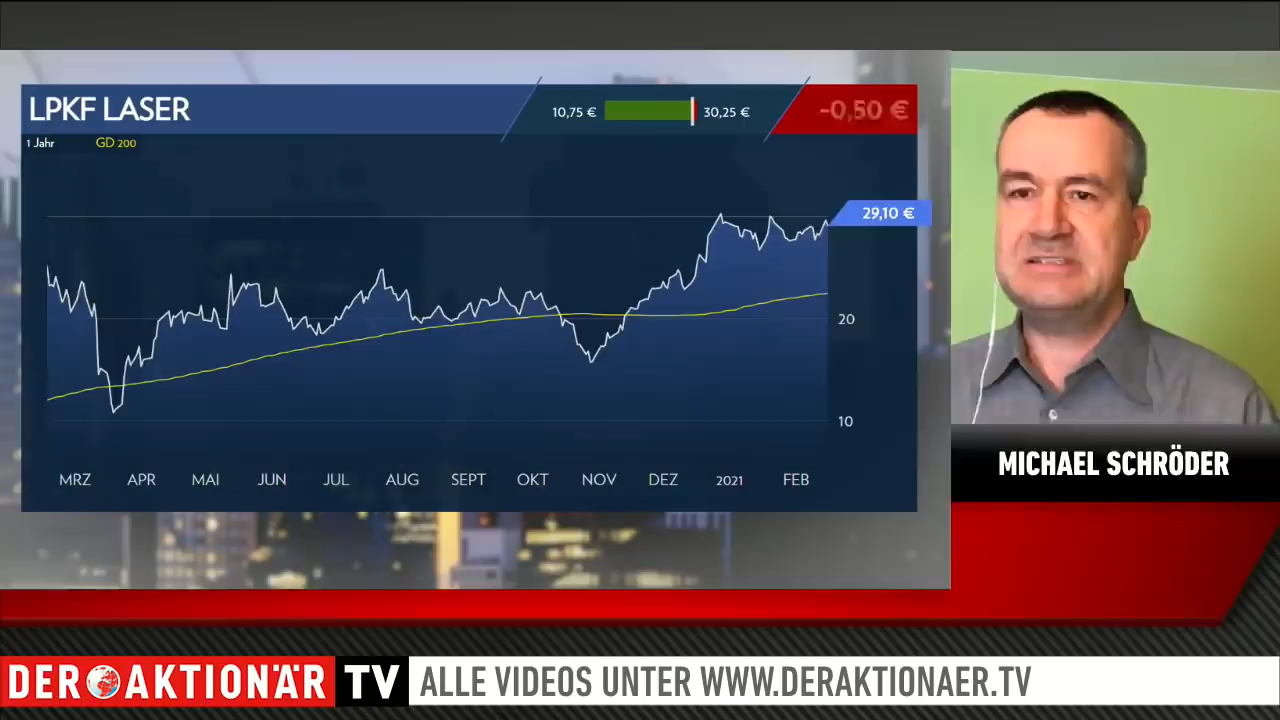 LPKF LASER
10,75 €
30,25 €
-0,50 €
1 Jahr
GD 200
29,10 €
20
10
MRZ APR MAI JUN JUL AUG SEPT OKT NOV DEZ 2021 FEB
MICHAEL SCHRÖDER
DER AKTIONÄR TV
ALLE VIDEOS UNTER WWW.DERAKTIONAER.TV